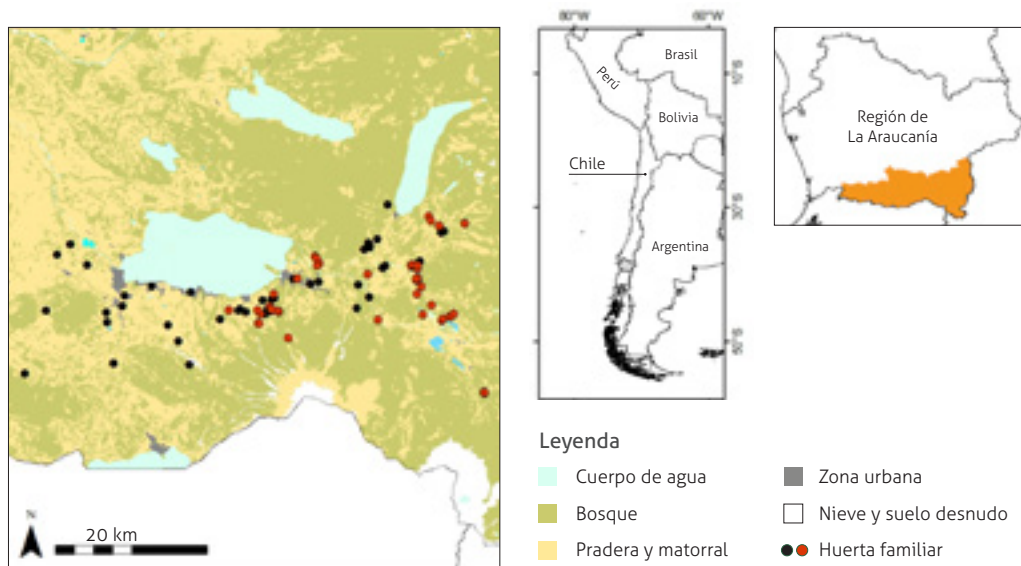 N
20 km
80°W
60°W
Brasil
Perú
10°S
Bolivia
Chile
30°S
Argentina
50°S
Región de
La Araucanía
Leyenda
Cuerpo de agua
Bosque
Pradera y matorral
Zona urbana
Nieve y suelo desnudo
Huerta familiar